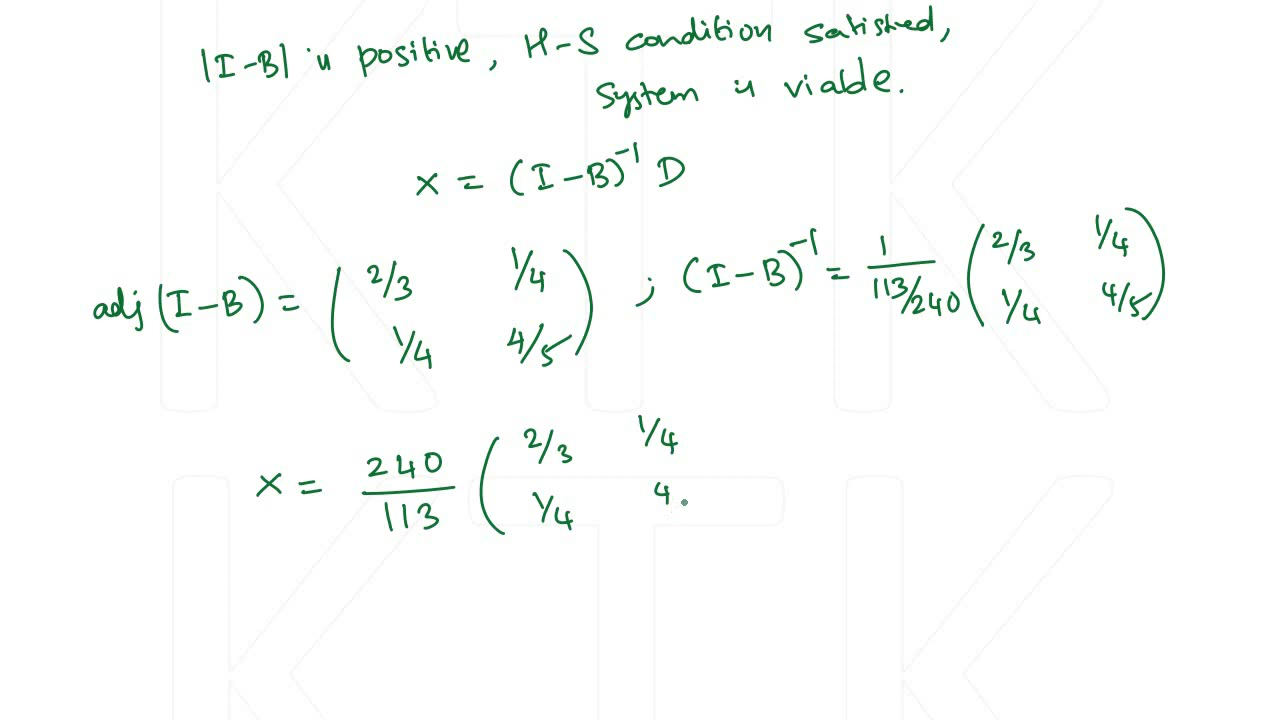 |I-B| is positive, H-S condition satisfied,
System is viable.
X = (I-B)⁻¹ D
adj(I-B) = (2/3 1/4
1/4 4/5) ; (I-B)⁻¹ = 1/(113/240) (2/3 1/4
1/4 4/5)
X = 240/113 (2/3 1/4
1/4 4
KTK
KTK